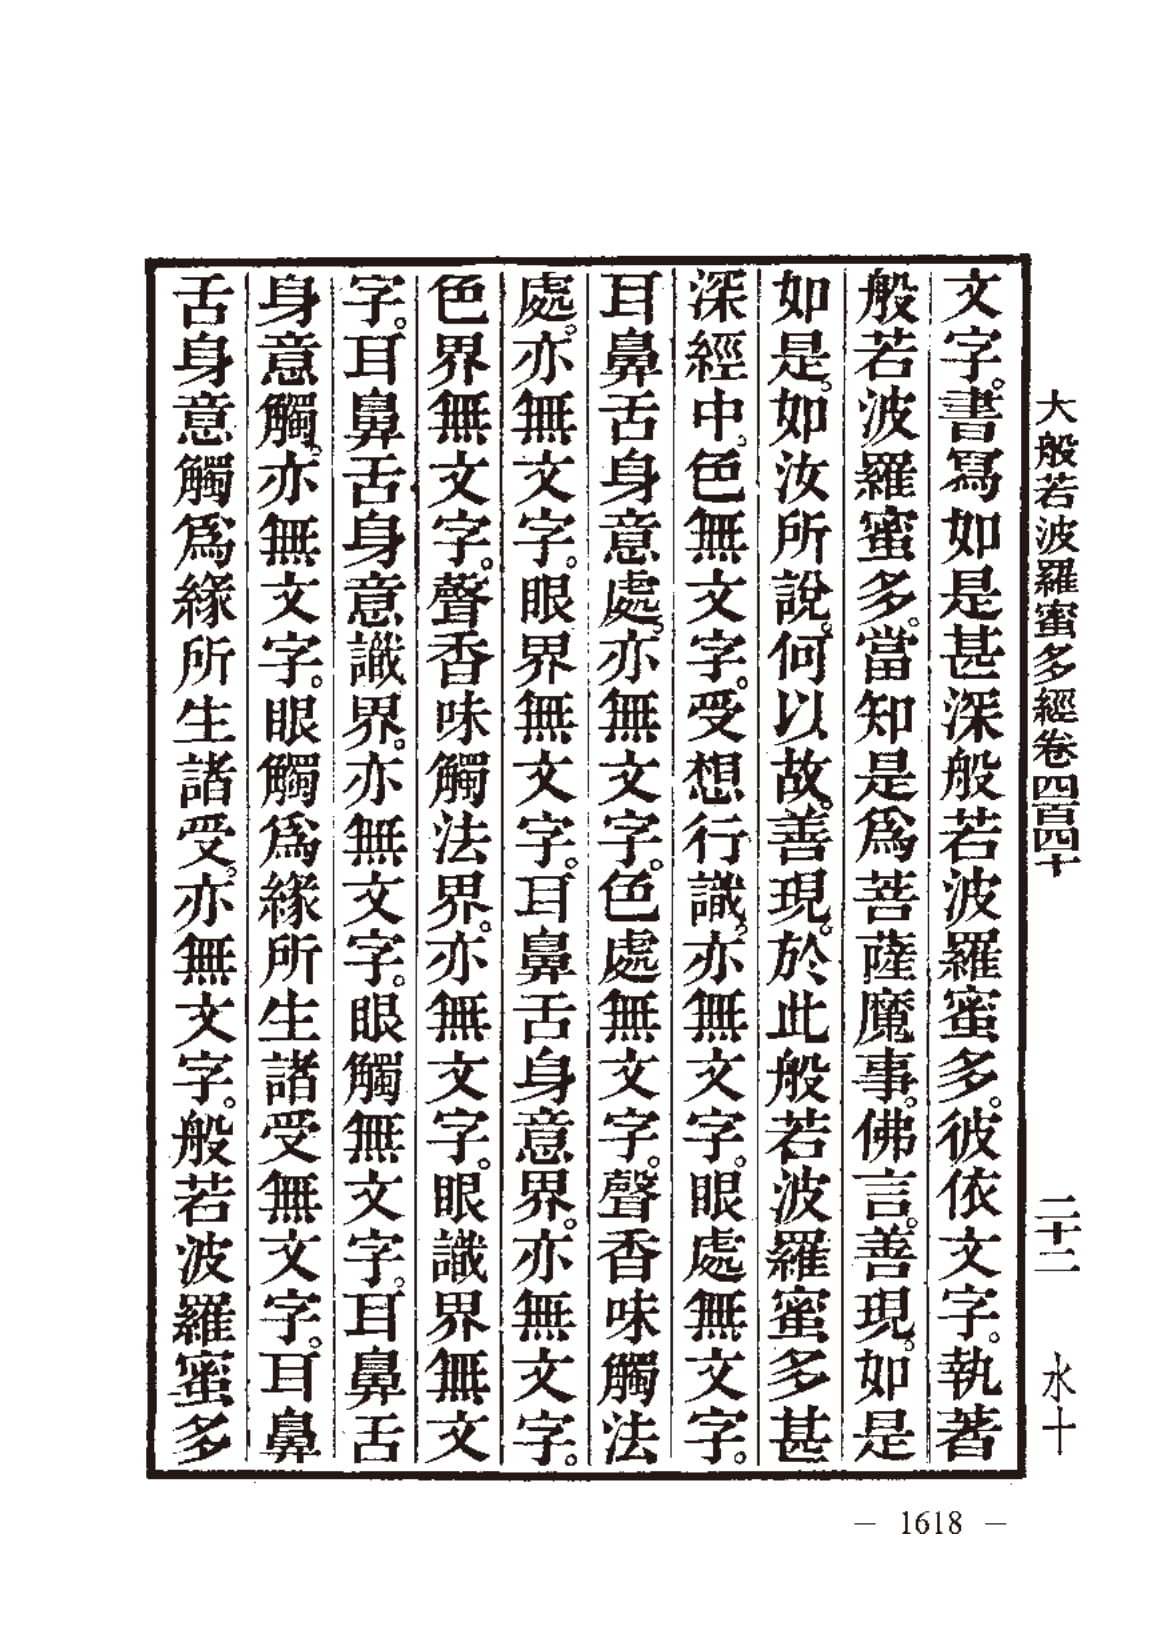 大般若波羅蜜多經卷四百四十 二十二 水十
文字。書寫如是甚深般若波羅蜜多。彼依文字。執著
般若波羅蜜多。當知是爲菩薩魔事。佛言。善現。如是
如是。如汝所說。何以故。善現。於此般若波羅蜜多甚
深經中。色無文字。受想行識。亦無文字。眼處無文字。
耳鼻舌身意處。亦無文字。色處無文字。聲香味觸法
處。亦無文字。眼界無文字。耳鼻舌身意界。亦無文字。
色界無文字。聲香味觸法界。亦無文字。眼識界無文
字。耳鼻舌身意識界。亦無文字。眼觸無文字。耳鼻舌
身意觸。亦無文字。眼觸爲緣所生諸受無文字。耳鼻
舌身意觸爲緣所生諸受。亦無文字。般若波羅蜜多
— 1618 —